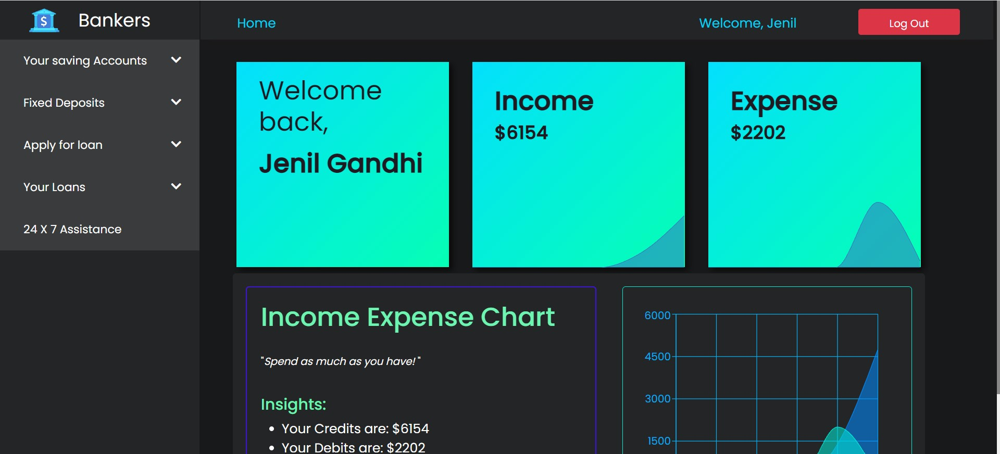 Bankers
Home
Welcome, Jenil
Log Out
Your saving Accounts
Fixed Deposits
Apply for loan
Your Loans
24 X 7 Assistance
Welcome
back,
Jenil Gandhi
Income
$6154
Expense
$2202
Income Expense Chart
"Spend as much as you have! "
Insights:
Your Credits are: $6154
Your Debits are: $2202
6000
4500
3000
1500